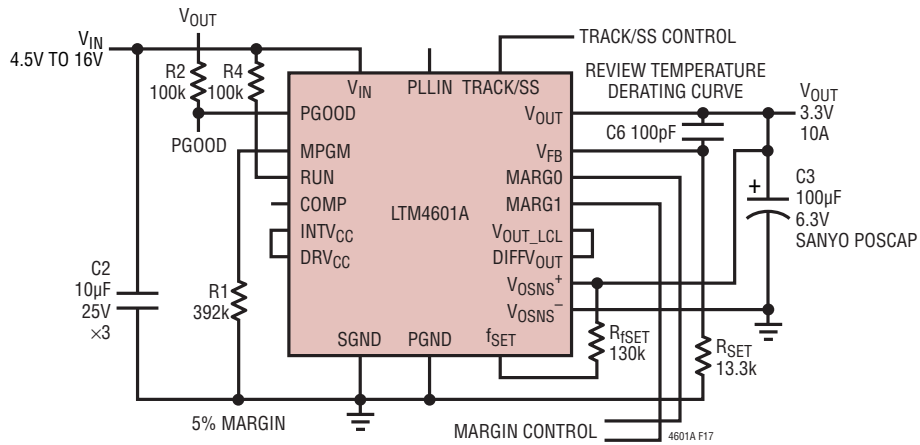 VOUT
VIN
4.5V TO 16V
R2
100k
R4
100k
PGOOD
TRACK/SS CONTROL
REVIEW TEMPERATURE
DERATING CURVE
VIN
PLLIN
TRACK/SS
PGOOD
MPGM
RUN
COMP
INTVCC
DRVCC
LTM4601A
VOUT
VFB
MARG0
MARG1
VOUT_LCL
DIFFVOUT
VOSNS+
VOSNS−
SGND
PGND
fSET
C6 100pF
VOUT
3.3V
10A
C3
100µF
6.3V
SANYO POSCAP
+
C2
10µF
25V
×3
R1
392k
RfSET
130k
RSET
13.3k
5% MARGIN
MARGIN CONTROL
4601A F17